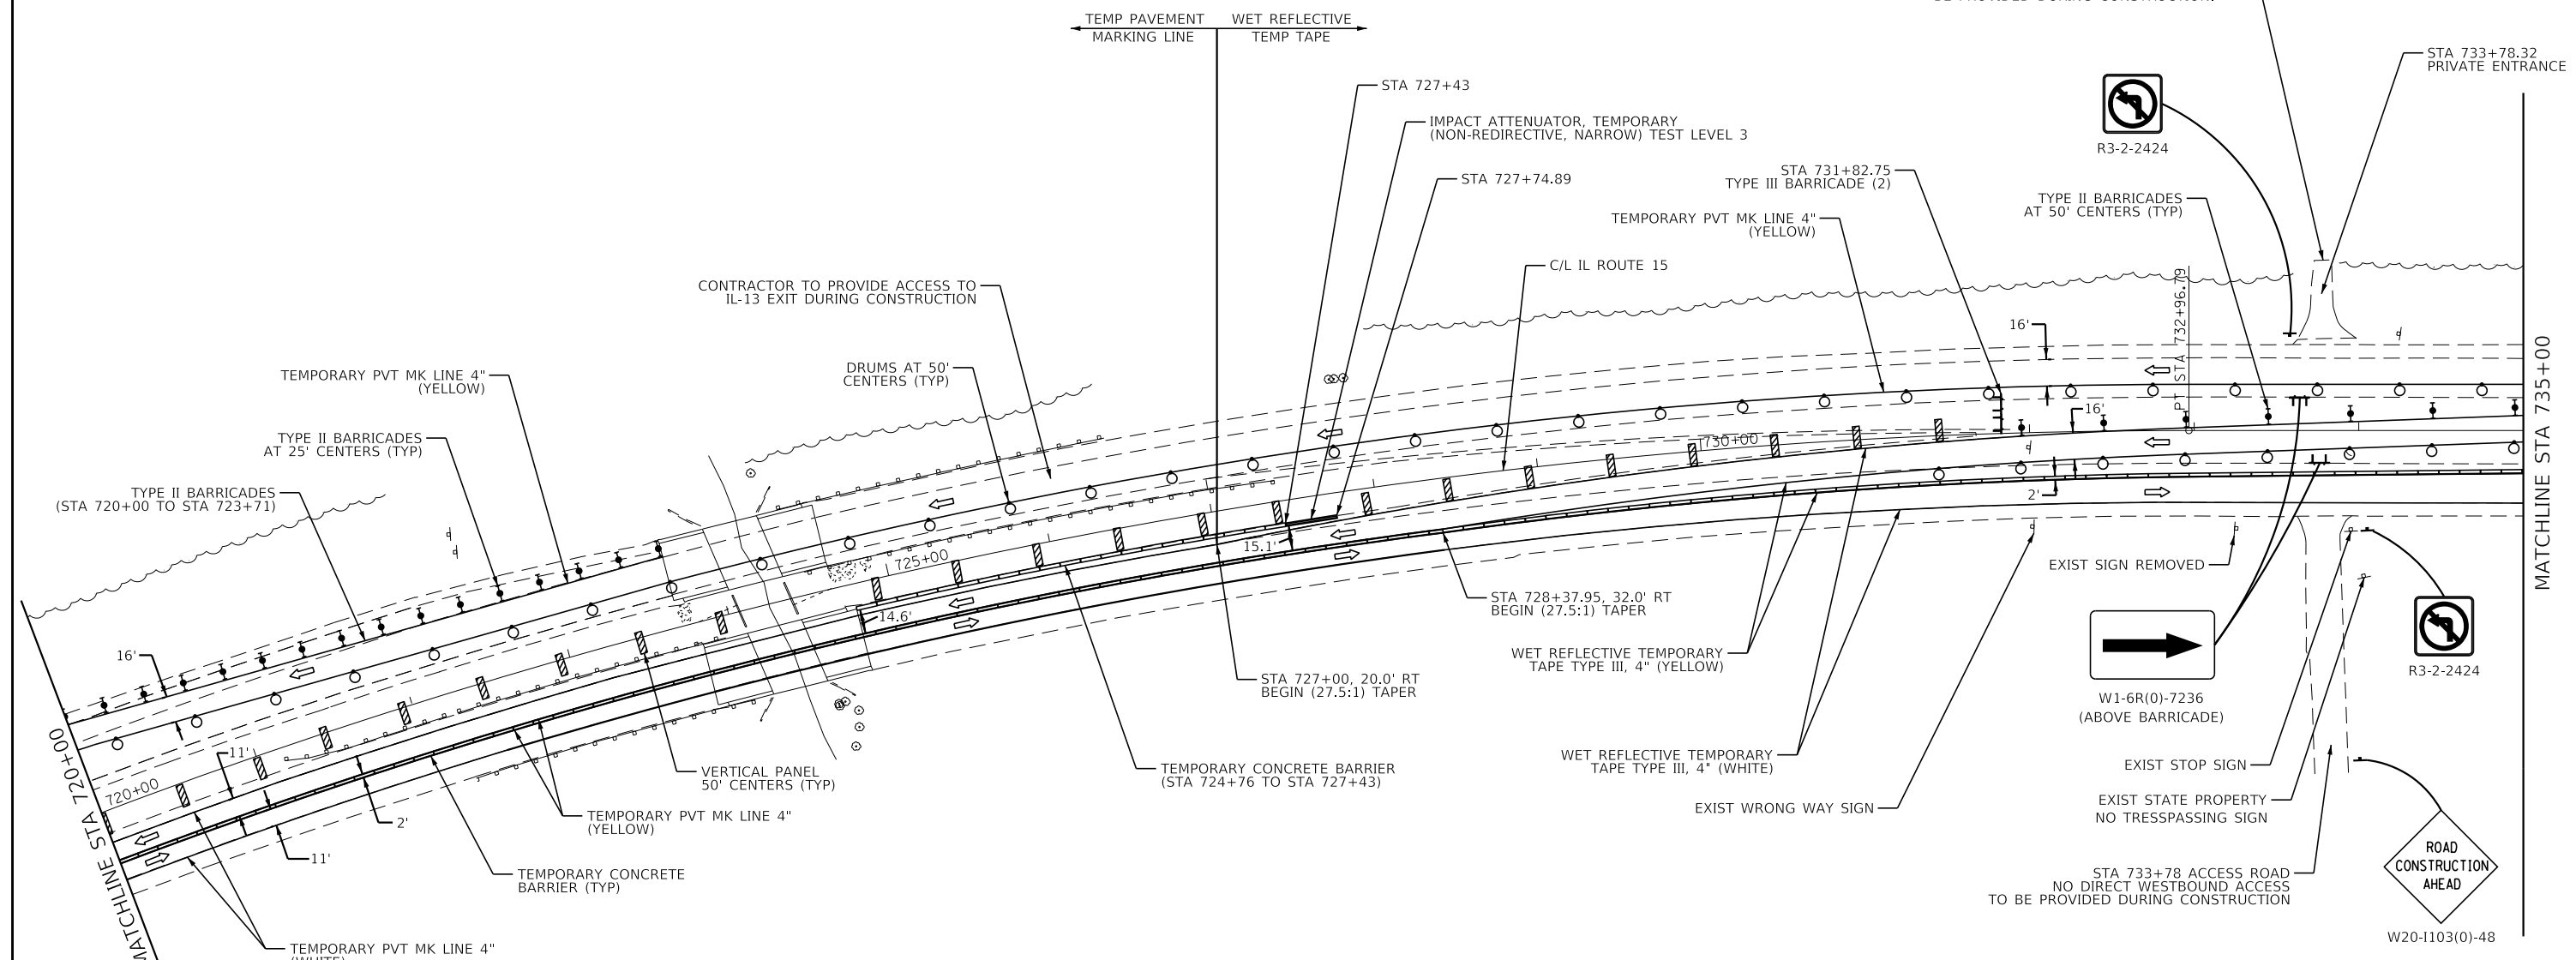 TEMP PAVEMENT
MARKING LINE
WET REFLECTIVE
TEMP TAPE
STA 733+78.32
PRIVATE ENTRANCE
STA 727+43
IMPACT ATTENUATOR, TEMPORARY
(NON-REDIRECTIVE, NARROW) TEST LEVEL 3
R3-2-2424
STA 727+74.89
STA 731+82.75
TYPE III BARRICADE (2)
TYPE II BARRICADES
AT 50' CENTERS (TYP)
TEMPORARY PVT MK LINE 4"
(YELLOW)
C/L IL ROUTE 15
CONTRACTOR TO PROVIDE ACCESS TO
IL-13 EXIT DURING CONSTRUCTION
PT STA 732+96.79
16'
DRUMS AT 50'
CENTERS (TYP)
TEMPORARY PVT MK LINE 4"
(YELLOW)
16'
TYPE II BARRICADES
AT 25' CENTERS (TYP)
730+00
TYPE II BARRICADES
(STA 720+00 TO STA 723+71)
2'
MATCHLINE STA 735+00
15.1'
725+00
EXIST SIGN REMOVED
14.6'
STA 728+37.95, 32.0' RT
BEGIN (27.5:1) TAPER
16'
WET REFLECTIVE TEMPORARY
TAPE TYPE III, 4" (YELLOW)
R3-2-2424
STA 727+00, 20.0' RT
BEGIN (27.5:1) TAPER
W1-6R(0)-7236
(ABOVE BARRICADE)
11'
WET REFLECTIVE TEMPORARY
TAPE TYPE III, 4" (WHITE)
EXIST STOP SIGN
VERTICAL PANEL
50' CENTERS (TYP)
TEMPORARY CONCRETE BARRIER
(STA 724+76 TO STA 727+43)
720+00
MATCHLINE STA 720+00
EXIST WRONG WAY SIGN
EXIST STATE PROPERTY
NO TRESSPASSING SIGN
2'
TEMPORARY PVT MK LINE 4"
(YELLOW)
11'
TEMPORARY CONCRETE
BARRIER (TYP)
STA 733+78 ACCESS ROAD
NO DIRECT WESTBOUND ACCESS
TO BE PROVIDED DURING CONSTRUCTION
ROAD
CONSTRUCTION
AHEAD
W20-I103(0)-48
TEMPORARY PVT MK LINE 4"